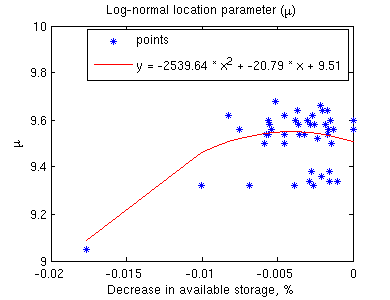 Log-normal location parameter (μ)
10
points
y = -2539.64 * x² + -20.79 * x + 9.51
9.8
9.6
μ
9.4
9.2
9
-0.02 -0.015 -0.01 -0.005 0
Decrease in available storage, %